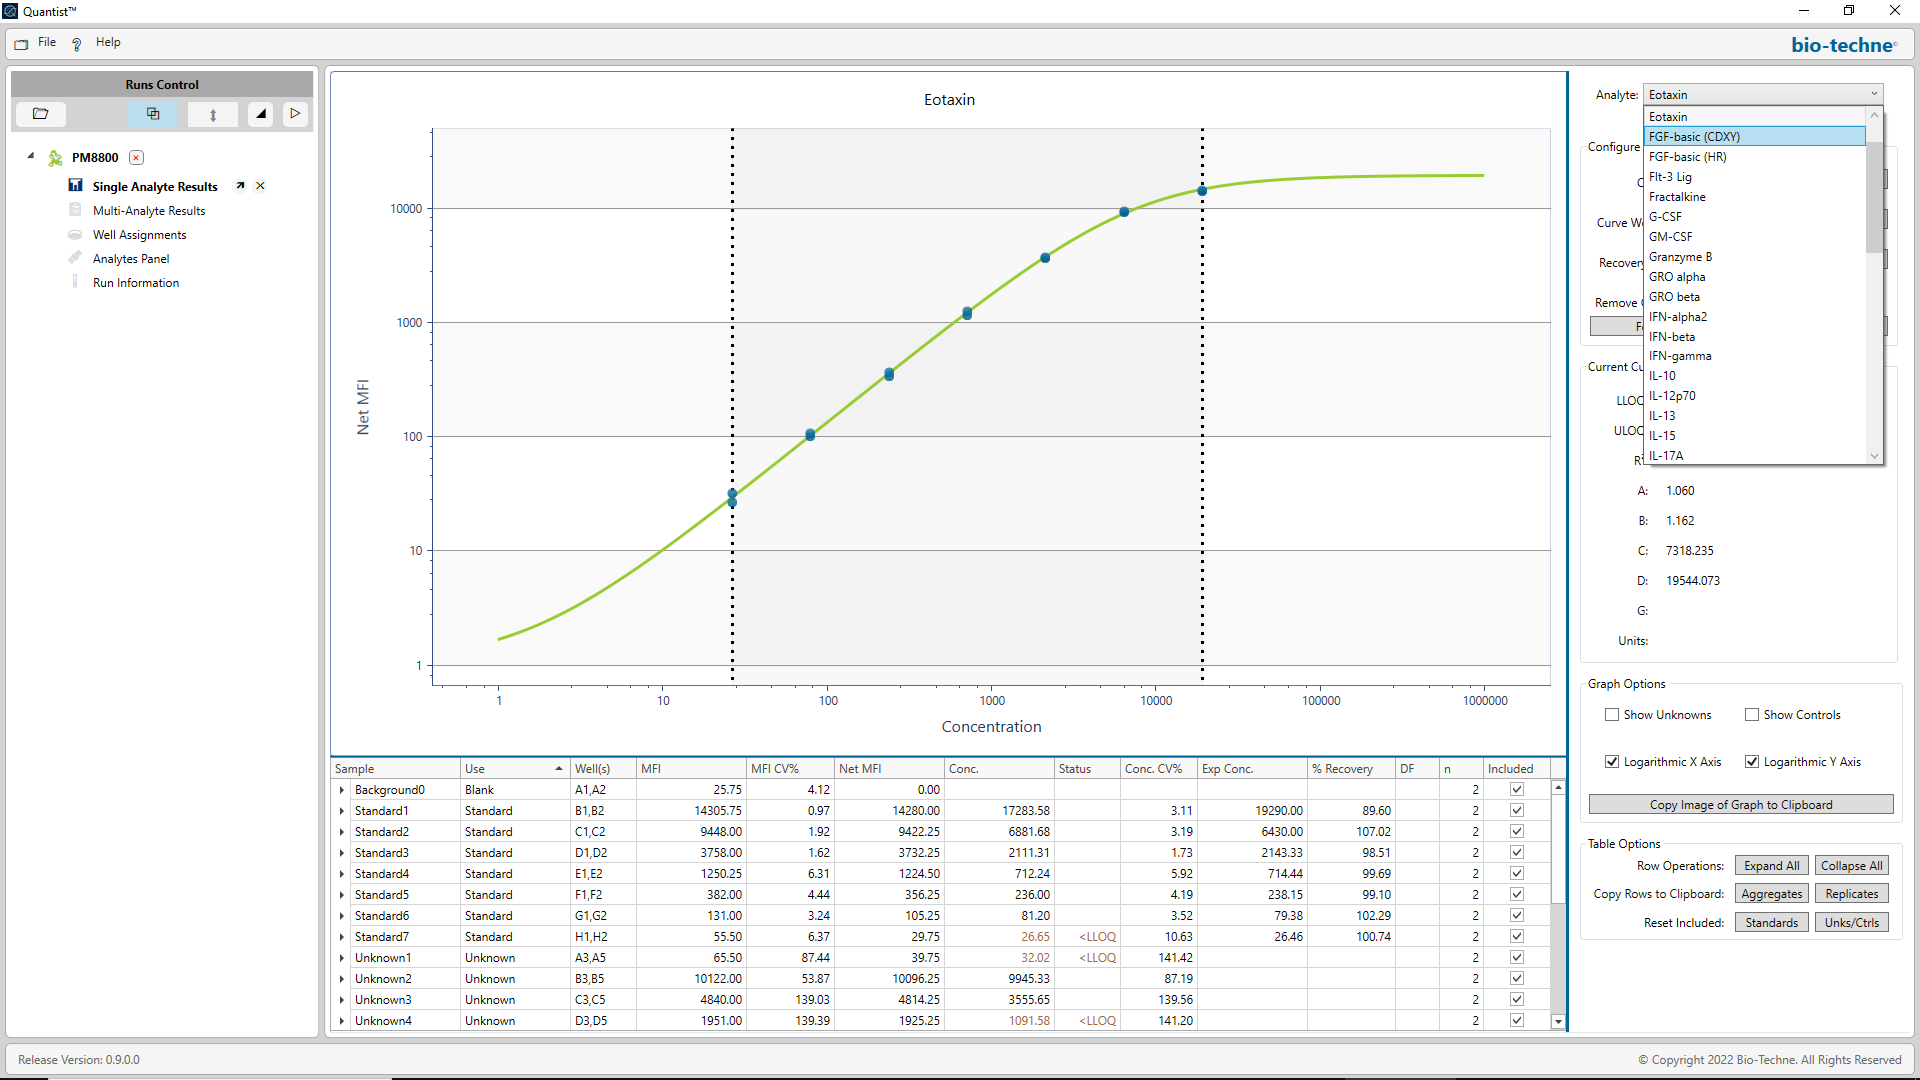 Quantist™
File Help
bio-techne
Runs Control
PM8800
Single Analyte Results
Multi-Analyte Results
Well Assignments
Analytes Panel
Run Information
Eotaxin
10000
1000
100
10
1
Net MFI
1 10 100 1000 10000 100000 1000000
Concentration
Sample Use Well(s) MFI MFI CV% Net MFI Conc. Status Conc. CV% Exp Conc. % Recovery DF n Included
Background0 Blank A1,A2 25.75 4.12 0.00 2
Standard1 Standard B1,B2 14305.75 0.97 14280.00 17283.58 3.11 19290.00 89.60 2
Standard2 Standard C1,C2 9448.00 1.92 9422.25 6881.68 3.19 6430.00 107.02 2
Standard3 Standard D1,D2 3758.00 1.62 3732.25 2111.31 1.73 2143.33 98.51 2
Standard4 Standard E1,E2 1250.25 6.31 1224.50 712.24 5.92 714.44 99.69 2
Standard5 Standard F1,F2 382.00 4.44 356.25 236.00 4.19 238.15 99.10 2
Standard6 Standard G1,G2 131.00 3.24 105.25 81.20 3.52 79.38 102.29 2
Standard7 Standard H1,H2 55.50 6.37 29.75 26.65 <LLOQ 10.63 26.46 100.74 2
Unknown1 Unknown A3,A5 65.50 87.44 39.75 32.02 <LLOQ 141.42 2
Unknown2 Unknown B3,B5 10122.00 53.87 10096.25 9945.33 87.19 2
Unknown3 Unknown C3,C5 4840.00 139.03 4814.25 3555.65 139.56 2
Unknown4 Unknown D3,D5 1951.00 139.39 1925.25 1091.58 <LLOQ 141.20 2
Analyte: Eotaxin
Eotaxin
FGF-basic (CDXY)
FGF-basic (HR)
Flt-3 Lig
Fractalkine
G-CSF
GM-CSF
Granzyme B
GRO alpha
GRO beta
IFN-alpha2
IFN-beta
IFN-gamma
IL-10
IL-12p70
IL-13
IL-15
IL-17A
Configure
Curve W
Recovery
Remove
Current Cu
LLOQ
ULOQ
A: 1.060
B: 1.162
C: 7318.235
D: 19544.073
G:
Units:
Graph Options
Show Unknowns Show Controls
Logarithmic X Axis Logarithmic Y Axis
Copy Image of Graph to Clipboard
Table Options
Row Operations: Expand All Collapse All
Copy Rows to Clipboard: Aggregates Replicates
Reset Included: Standards Unks/Ctrls
Release Version: 0.9.0.0
© Copyright 2022 Bio-Techne. All Rights Reserved